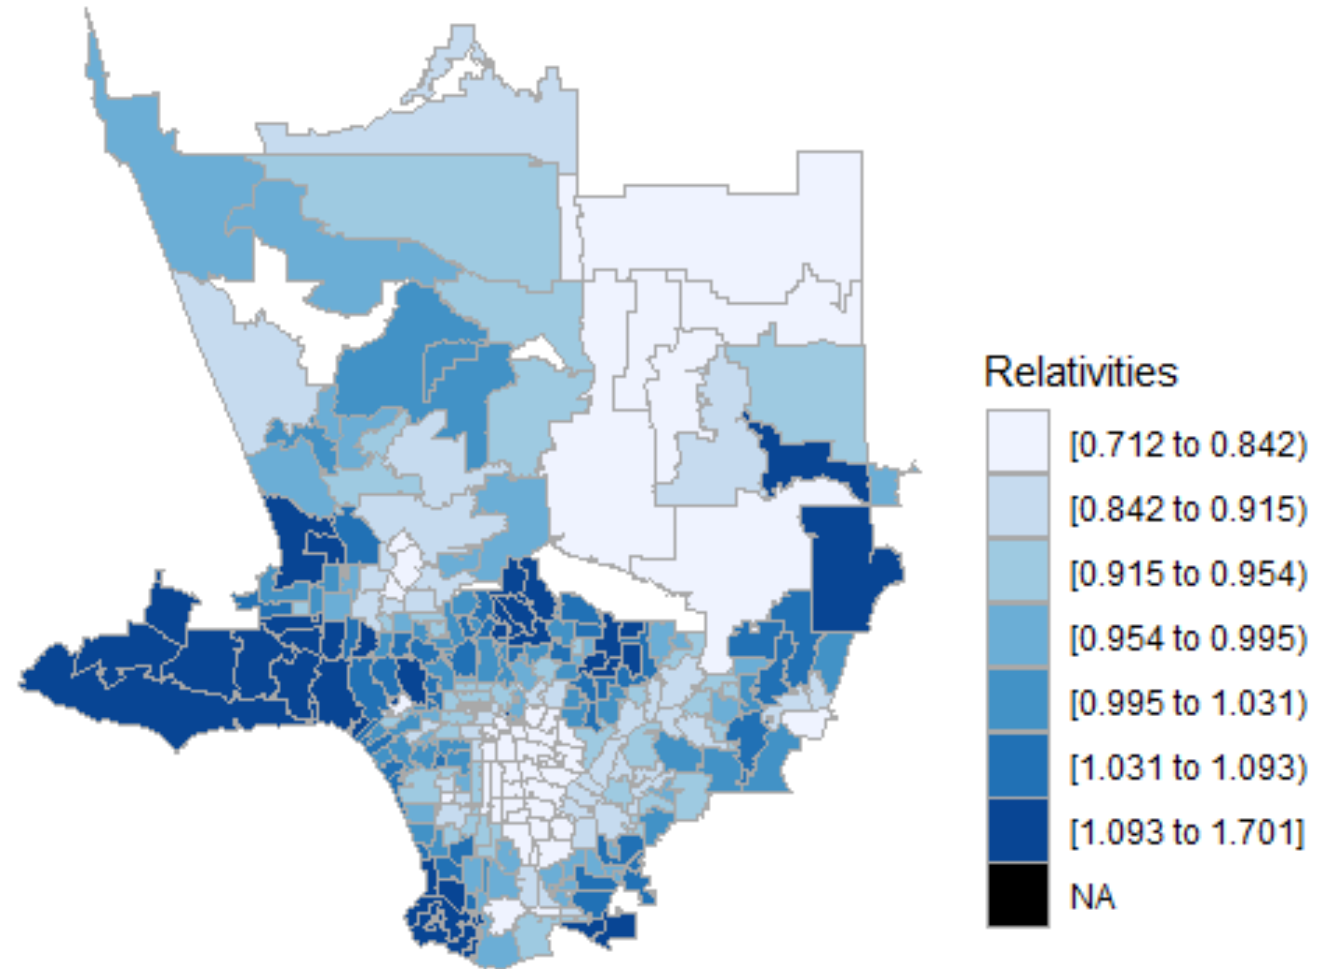 Relativities
[0.712 to 0.842)
[0.842 to 0.915)
[0.915 to 0.954)
[0.954 to 0.995)
[0.995 to 1.031)
[1.031 to 1.093)
[1.093 to 1.701]
NA